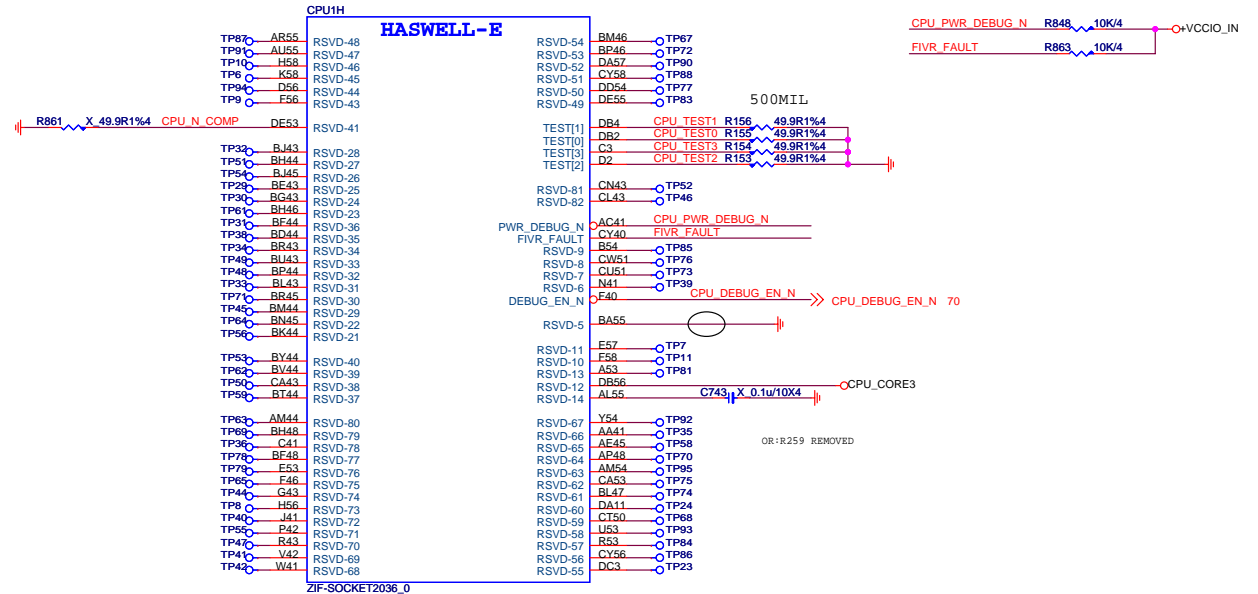 CPU1H
HASWELL-E
CPU_PWR_DEBUG_N R848 10K/4 +VCCIO_IN
FIVR_FAULT R863 10K/4
TP87 AR55 RSVD-48 RSVD-54 BM46 TP67
TP91 AU55 RSVD-47 RSVD-53 BP46 TP72
TP10 H58 RSVD-46 RSVD-52 DA57 TP90
TP6 K58 RSVD-45 RSVD-51 CY58 TP88
TP94 D56 RSVD-44 RSVD-50 DD54 TP77
TP9 F56 RSVD-43 RSVD-49 DE55 TP83
500MIL
R861 X_49.9R1%4 CPU_N_COMP DE53 RSVD-41 TEST[1] DB4 CPU_TEST1 R156 49.9R1%4
TEST[0] DB2 CPU_TEST0 R155 49.9R1%4
TP32 BJ43 RSVD-28 TEST[3] C3 CPU_TEST3 R154 49.9R1%4
TP51 BH44 RSVD-27 TEST[2] D2 CPU_TEST2 R153 49.9R1%4
TP54 BJ45 RSVD-26
TP29 BE43 RSVD-25 RSVD-81 CN43 TP52
TP30 BG43 RSVD-24 RSVD-82 CL43 TP46
TP61 BH46 RSVD-23
TP31 BF44 RSVD-36 PWR_DEBUG_N AC41 CPU_PWR_DEBUG_N
TP38 BD44 RSVD-35 FIVR_FAULT CY40 FIVR_FAULT
TP34 BR43 RSVD-34 RSVD-9 B54 TP85
TP49 BU43 RSVD-33 RSVD-8 CW51 TP76
TP48 BP44 RSVD-32 RSVD-7 CU51 TP73
TP33 BL43 RSVD-31 RSVD-6 N41 TP39
TP71 BR45 RSVD-30 DEBUG_EN_N F40 CPU_DEBUG_EN_N CPU_DEBUG_EN_N 70
TP45 BM44 RSVD-29
TP64 BN45 RSVD-22 RSVD-5 BA55
TP56 BK44 RSVD-21
RSVD-11 E57 TP7
TP53 BY44 RSVD-40 RSVD-10 F58 TP11
TP62 BV44 RSVD-39 RSVD-13 A53 TP81
TP50 CA43 RSVD-38 RSVD-12 DB56 CPU_CORE3
TP59 BT44 RSVD-37 RSVD-14 AL55 C743 X_0.1u/10X4
TP63 AM44 RSVD-80 RSVD-67 Y54 TP92
TP69 BH48 RSVD-79 RSVD-66 AA41 TP35
OR:R259 REMOVED
TP36 C41 RSVD-78 RSVD-65 AE45 TP58
TP78 BF48 RSVD-77 RSVD-64 AP48 TP70
TP79 E53 RSVD-76 RSVD-63 AM54 TP95
TP65 F46 RSVD-75 RSVD-62 CA53 TP75
TP44 G43 RSVD-74 RSVD-61 BL47 TP74
TP8 H56 RSVD-73 RSVD-60 DA11 TP24
TP40 J41 RSVD-72 RSVD-59 CT50 TP68
TP55 P42 RSVD-71 RSVD-58 U53 TP93
TP47 R43 RSVD-70 RSVD-57 R53 TP84
TP41 V42 RSVD-69 RSVD-56 CY56 TP86
TP42 W41 RSVD-68 RSVD-55 DC3 TP23
ZIF-SOCKET2036_0